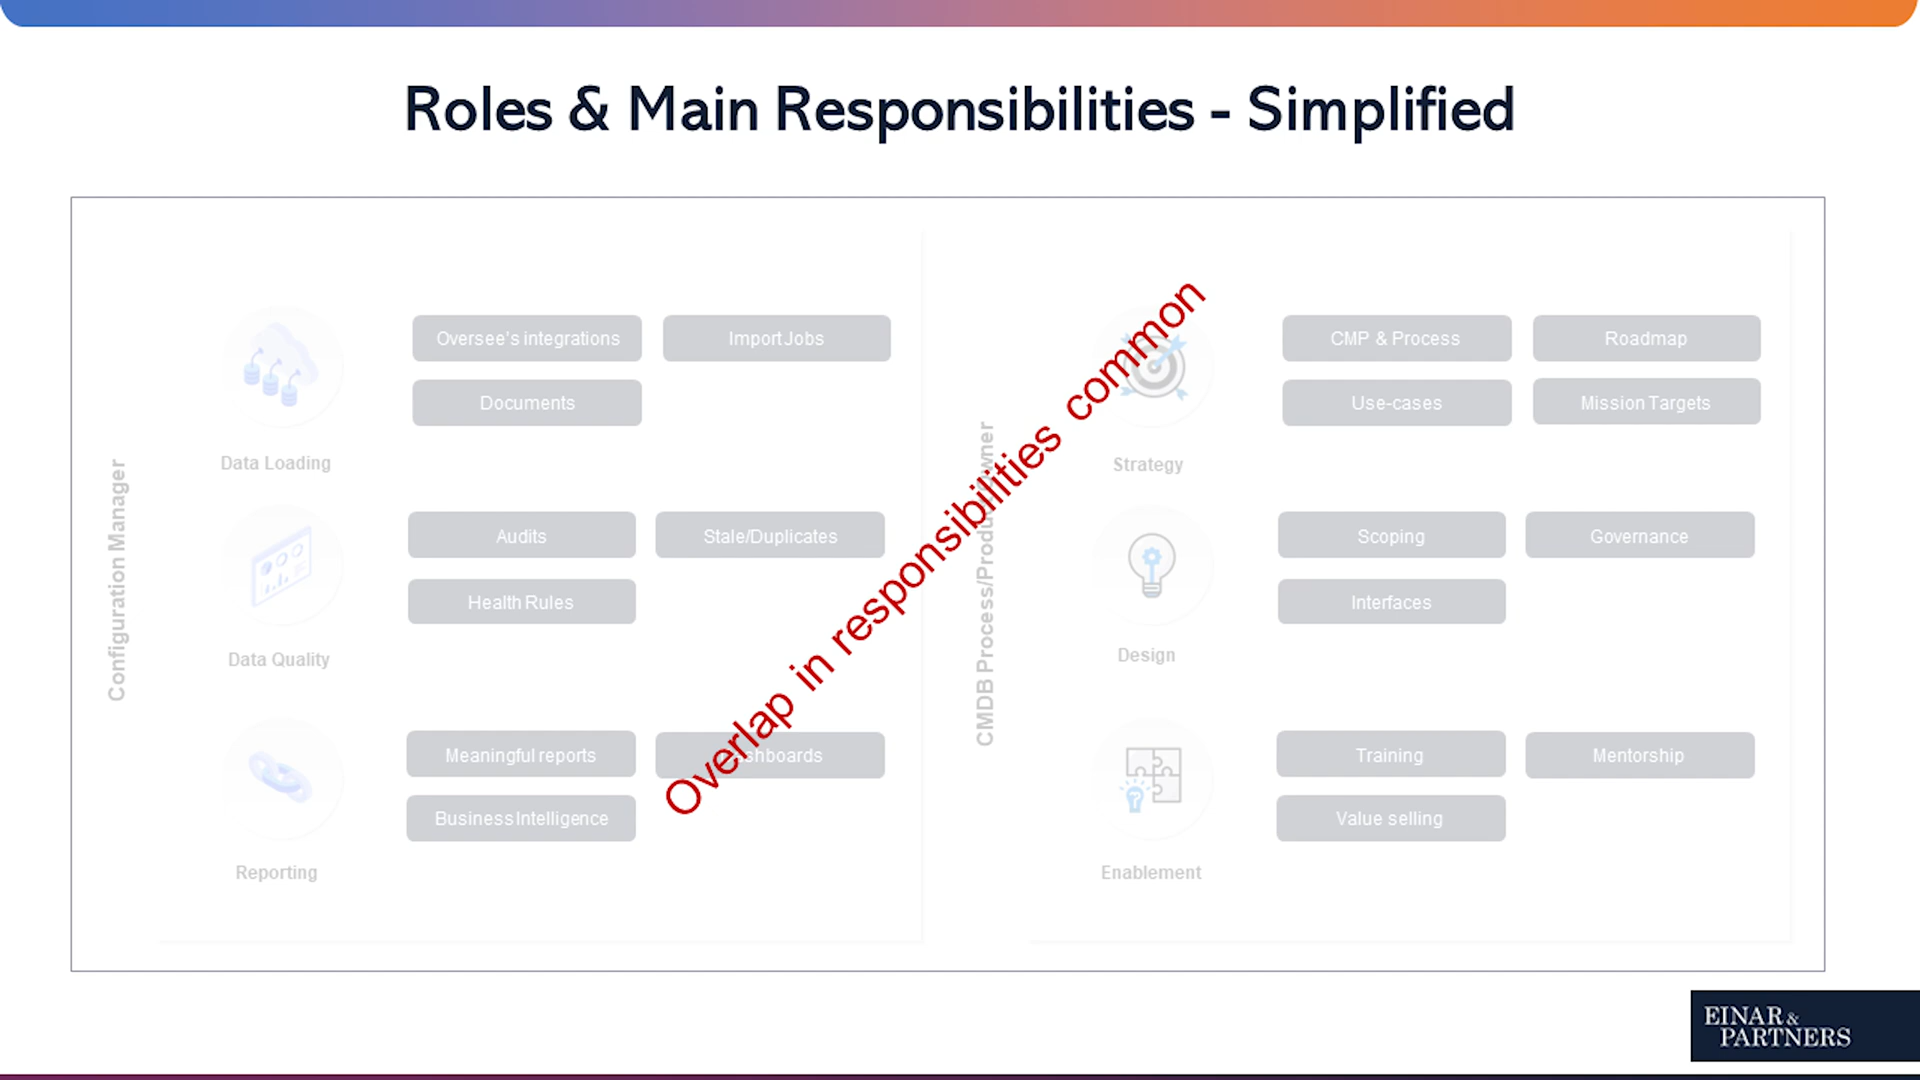 Roles & Main Responsibilities - Simplified
Configuration Manager
Oversee's integrations
Import Jobs
Documents
Data Loading
Audits
Stale/Duplicates
Health Rules
Data Quality
Meaningful reports
shboards
Business Intelligence
Reporting
Overlap in responsibilities common
CMDB Process/Product Owner
CMP & Process
Roadmap
Use-cases
Mission Targets
Strategy
Scoping
Governance
Interfaces
Design
Training
Mentorship
Value selling
Enablement
EINAR &
PARTNERS